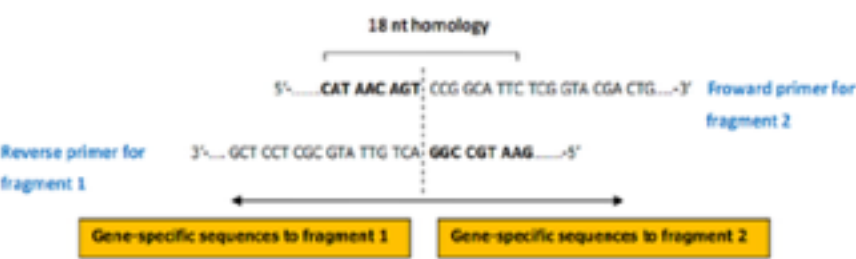 18 nt homology
5'-......CAT AAC AGT CCG GCA TTC TCG GTA CGA CTG....-3' Froward primer for
fragment 2
Reverse primer for 3'-.... GCT CCT CGC GTA TTG TCA GGC CCGT AAG......-5'
fragment 1
Gene-specific sequences to fragment 1 Gene-specific sequences to fragment 2